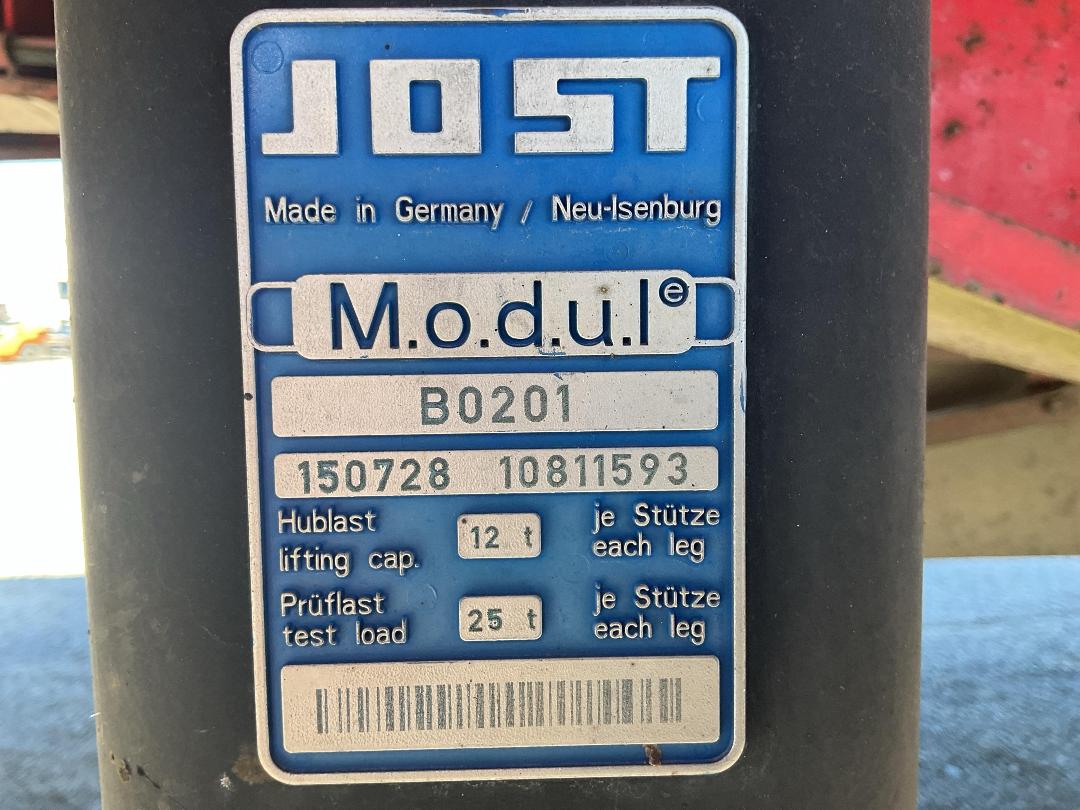 JOST
Made in Germany / Neu-Isenburg
M.o.d.u.l ⓔ
B0201
150728 10811593
Hublast
lifting cap.
12 t
je Stütze
each leg
Prüflast
test load
25 t
je Stütze
each leg